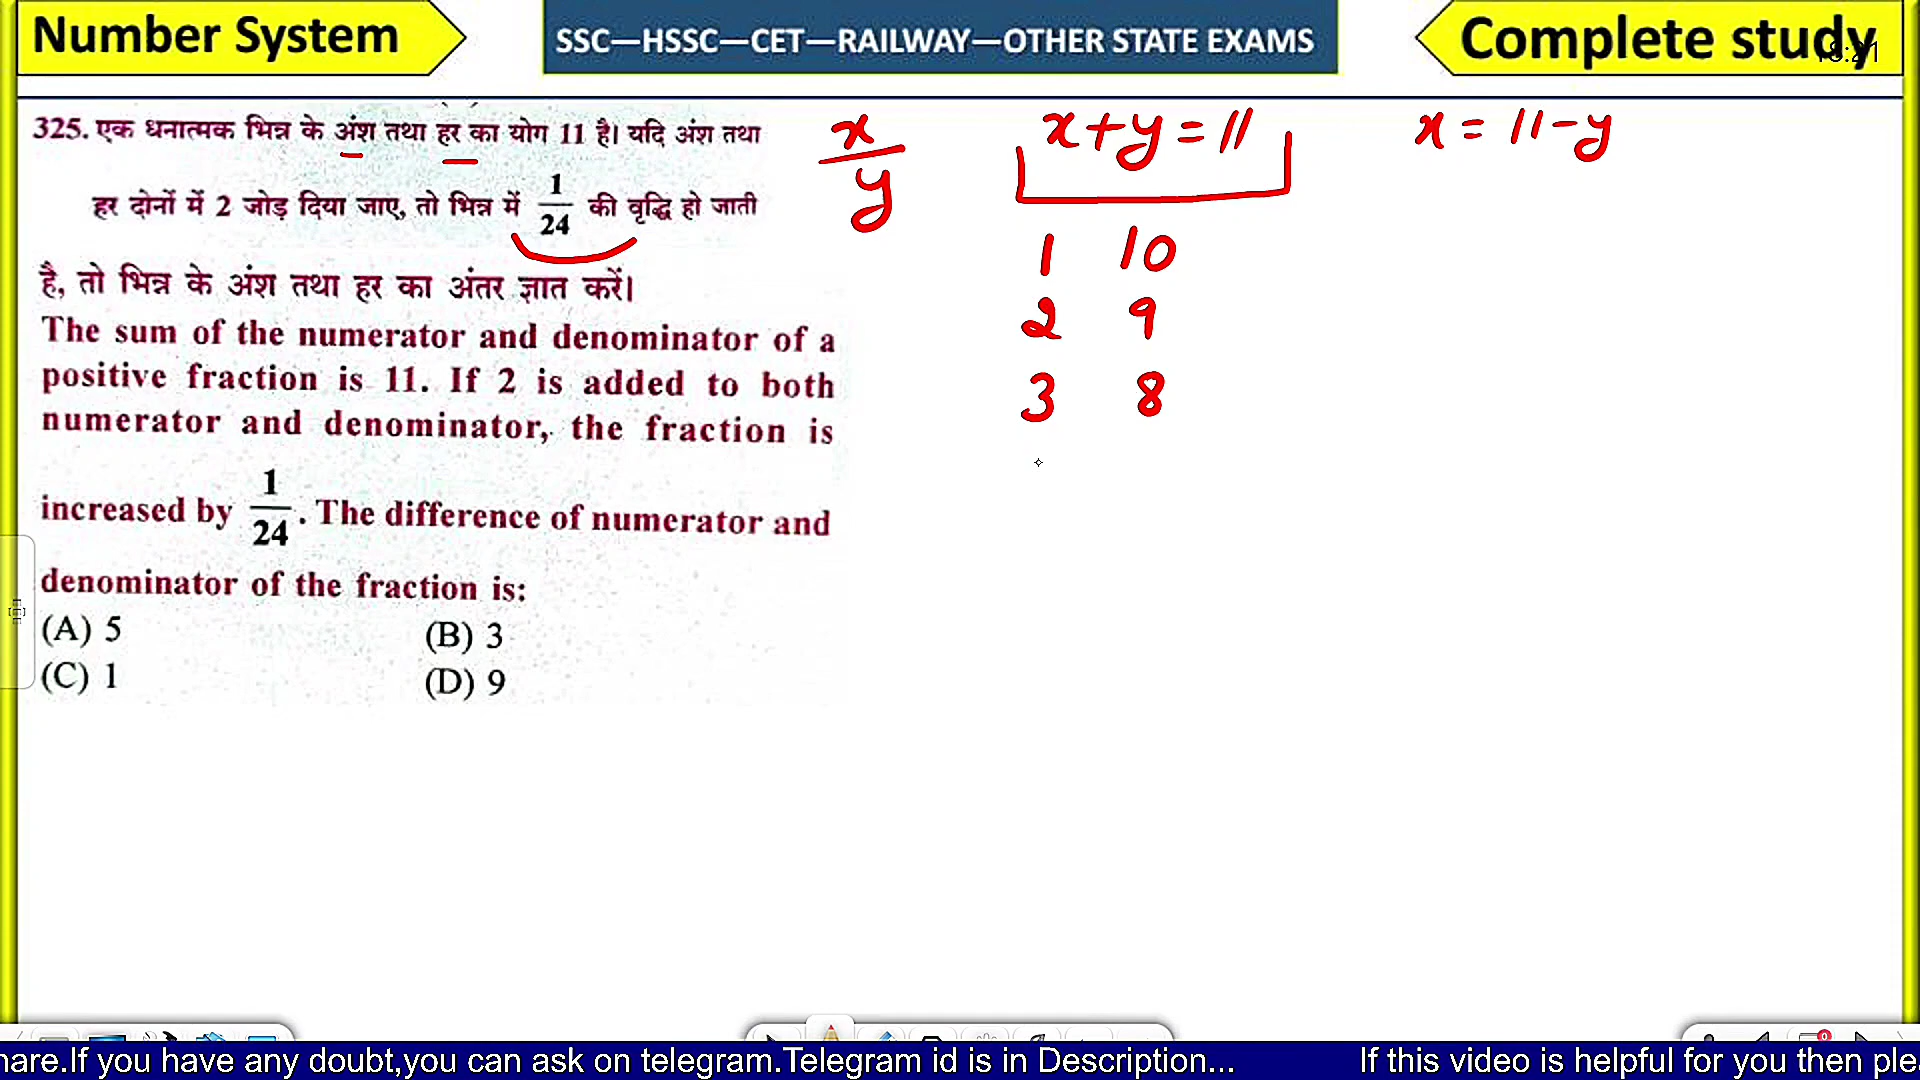 Number System
SSC—HSSC—CET—RAILWAY—OTHER STATE EXAMS
Complete study
325. एक धनात्मक भिन्न के अंश तथा हर का योग 11 है। यदि अंश तथा
हर दोनों में 2 जोड़ दिया जाए, तो भिन्न में 1/24 की वृद्धि हो जाती
है, तो भिन्न के अंश तथा हर का अंतर ज्ञात करें।
The sum of the numerator and denominator of a
positive fraction is 11. If 2 is added to both
numerator and denominator, the fraction is
increased by 1/24. The difference of numerator and
denominator of the fraction is:
(A) 5 (B) 3
(C) 1 (D) 9
x/y
x+y=11
x=11-y
1 10
2 9
3 8
hare.If you have any doubt,you can ask on telegram.Telegram id is in Description... If this video is helpful for you then ple